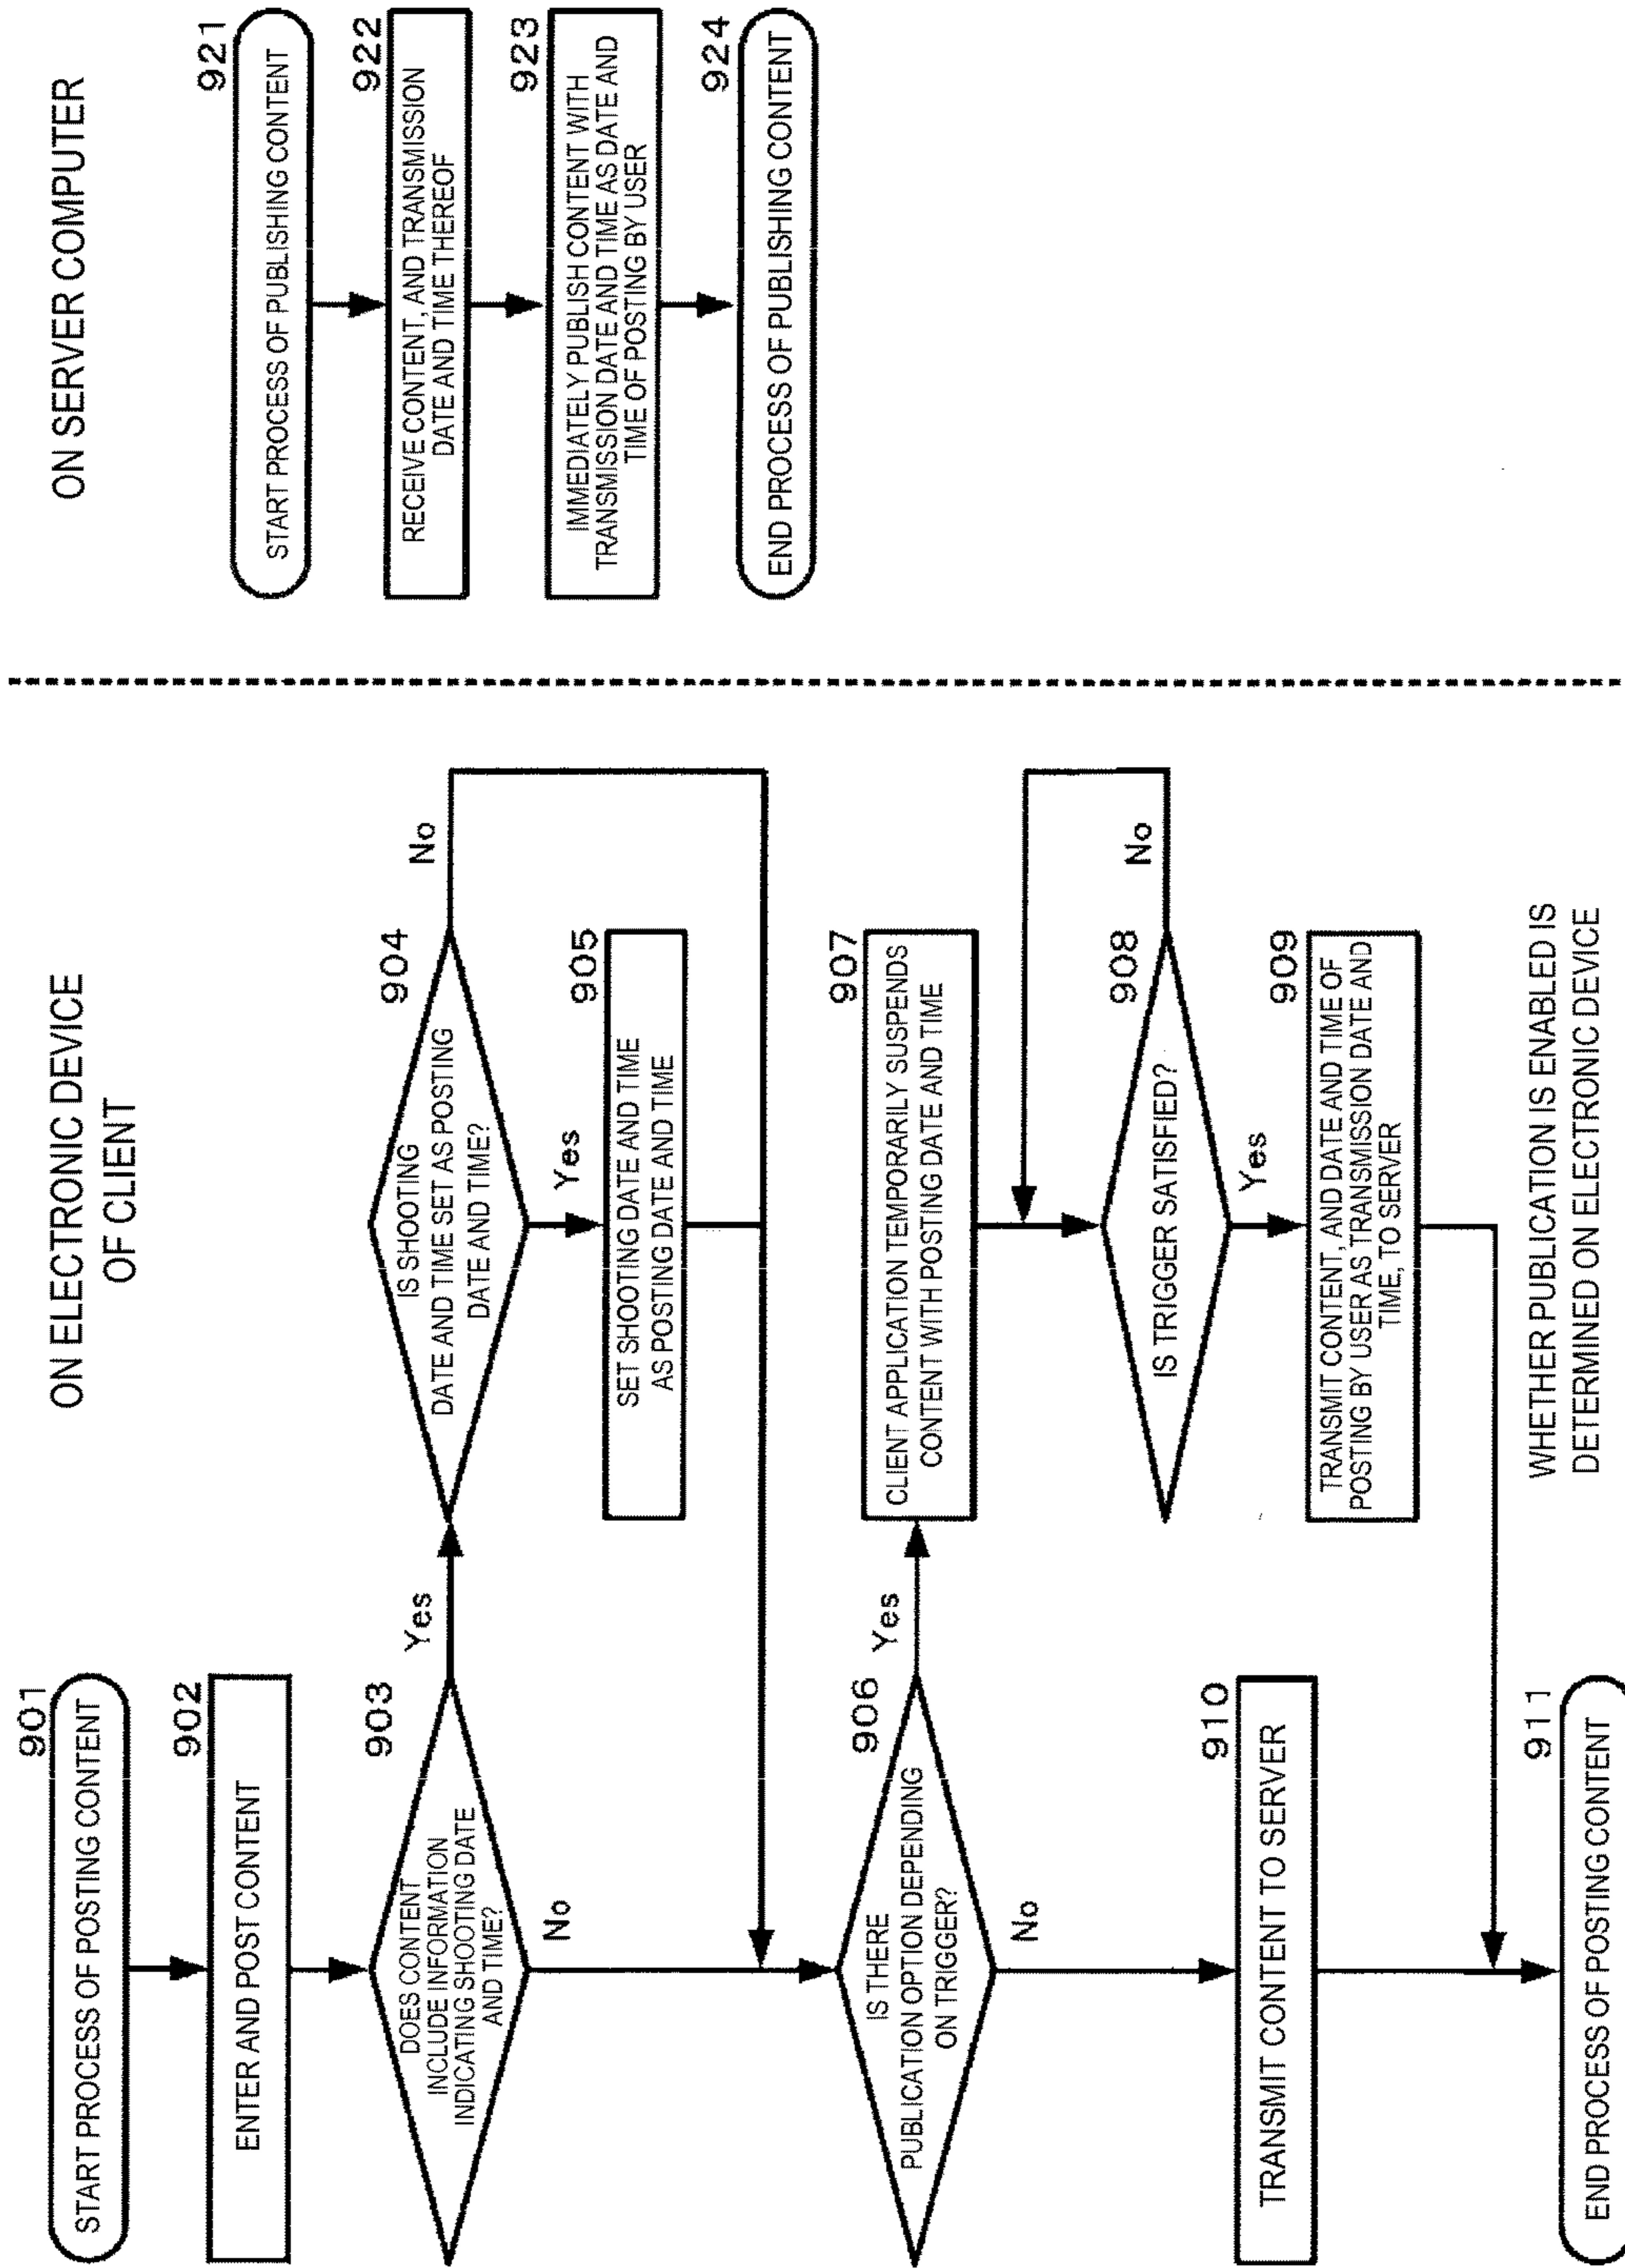 ON ELECTRONIC DEVICE
OF CLIENT
901
START PROCESS OF POSTING CONTENT
902
ENTER AND POST CONTENT
903
DOES CONTENT
INCLUDE INFORMATION
INDICATING SHOOTING DATE
AND TIME?
Yes
No
904
IS SHOOTING
DATE AND TIME SET AS POSTING
DATE AND TIME?
No
Yes
905
SET SHOOTING DATE AND TIME
AS POSTING DATE AND TIME
906
IS THERE
PUBLICATION OPTION DEPENDING
ON TRIGGER?
Yes
No
907
CLIENT APPLICATION TEMPORARILY SUSPENDS
CONTENT WITH POSTING DATE AND TIME
908
IS TRIGGER SATISFIED?
No
Yes
909
TRANSMIT CONTENT, AND DATE AND TIME OF
POSTING BY USER AS TRANSMISSION DATE AND
TIME, TO SERVER
910
TRANSMIT CONTENT TO SERVER
911
END PROCESS OF POSTING CONTENT
WHETHER PUBLICATION IS ENABLED IS
DETERMINED ON ELECTRONIC DEVICE
ON SERVER COMPUTER
921
START PROCESS OF PUBLISHING CONTENT
922
RECEIVE CONTENT, AND TRANSMISSION
DATE AND TIME THEREOF
923
IMMEDIATELY PUBLISH CONTENT WITH
TRANSMISSION DATE AND TIME AS DATE AND
TIME OF POSTING BY USER
924
END PROCESS OF PUBLISHING CONTENT